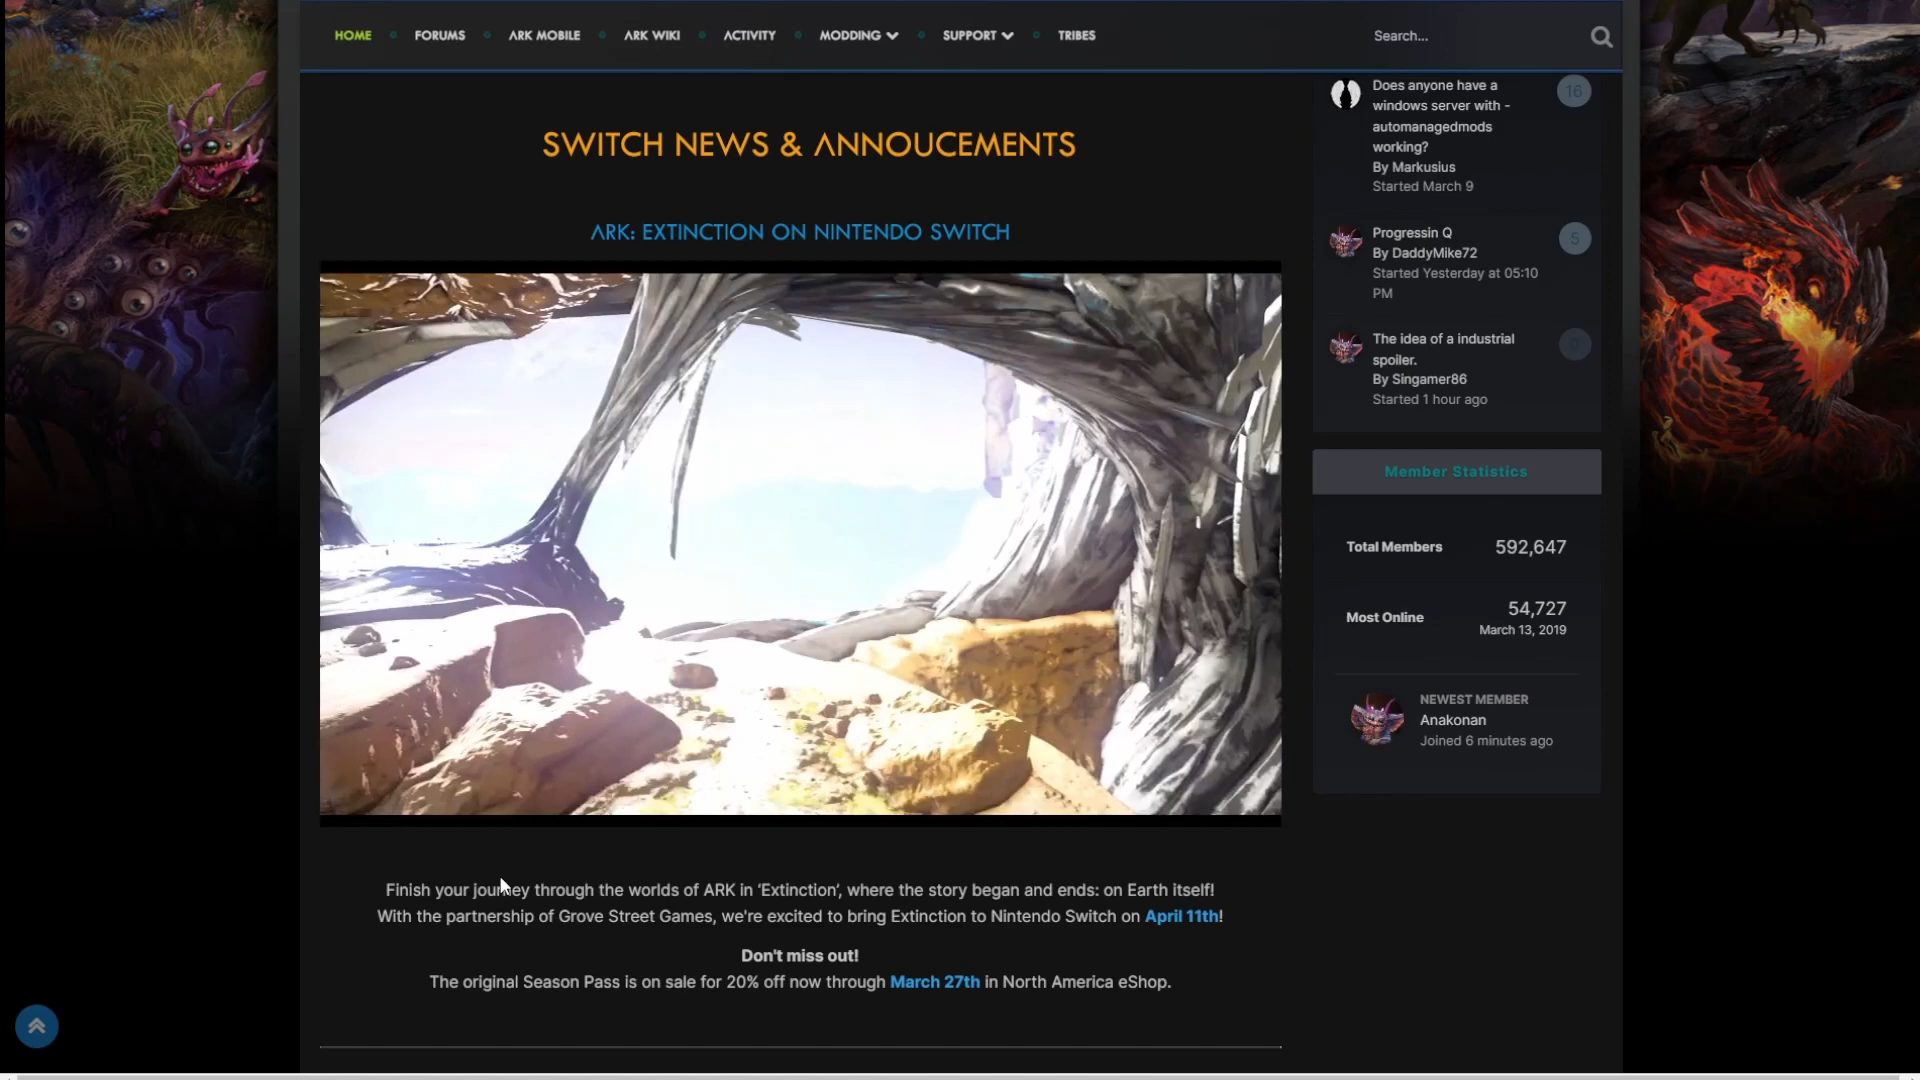 HOME FORUMS ARK MOBILE ARK WIKI ACTIVITY MODDING SUPPORT TRIBES Search...
SWITCH NEWS & ANNOUCEMENTS
ARK: EXTINCTION ON NINTENDO SWITCH
Finish your journey through the worlds of ARK in ‘Extinction’, where the story began and ends: on Earth itself!
With the partnership of Grove Street Games, we're excited to bring Extinction to Nintendo Switch on April 11th!
Don't miss out!
The original Season Pass is on sale for 20% off now through March 27th in North America eShop.
Does anyone have a
windows server with -
automanagedmods
working?
By Markusius
Started March 9
16
Progressin Q
By DaddyMike72
Started Yesterday at 05:10
PM
5
The idea of a industrial
spoiler.
By Singamer86
Started 1 hour ago
0
Member Statistics
Total Members 592,647
Most Online 54,727
March 13, 2019
NEWEST MEMBER
Anakonan
Joined 6 minutes ago